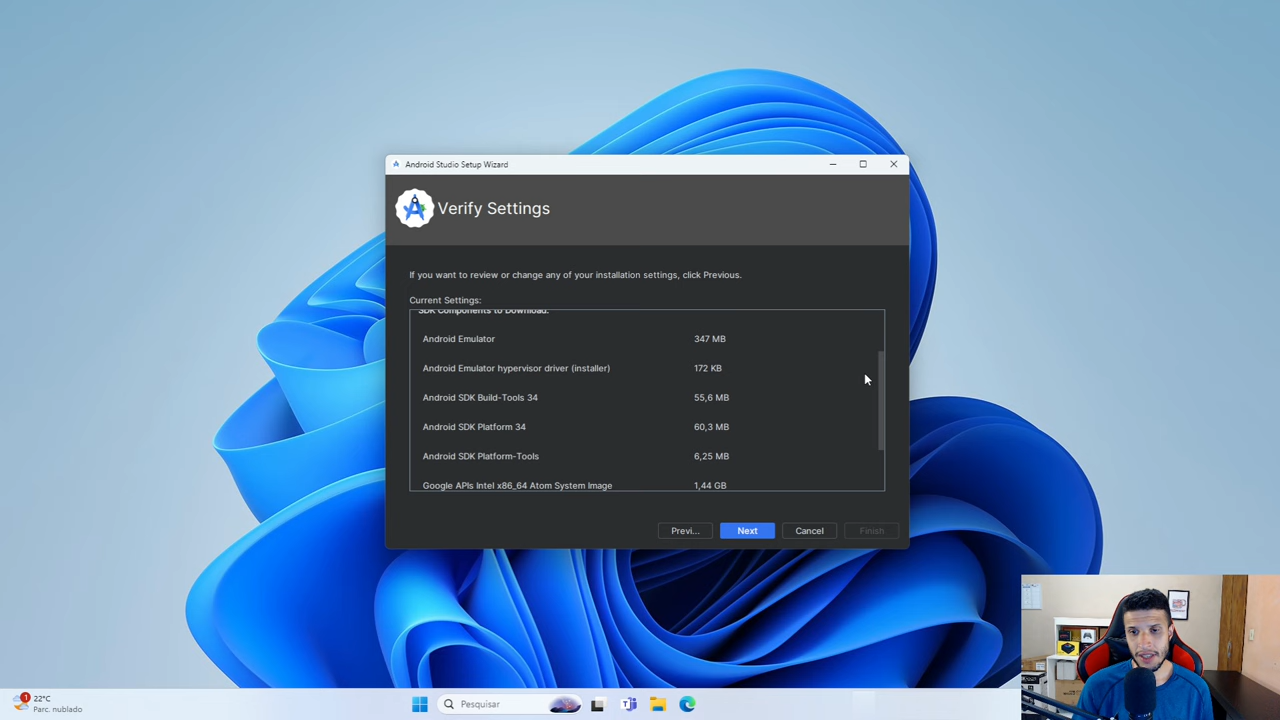 Android Studio Setup Wizard
Verify Settings
If you want to review or change any of your installation settings, click Previous.
Current Settings:
SDK Components to Download:
Android Emulator 347 MB
Android Emulator hypervisor driver (installer) 172 KB
Android SDK Build-Tools 34 55,6 MB
Android SDK Platform 34 60,3 MB
Android SDK Platform-Tools 6,25 MB
Google APIs Intel x86_64 Atom System Image 1,44 GB
Previ...
Next
Cancel
Finish
1
22°C
Parc. nublado
Pesquisar